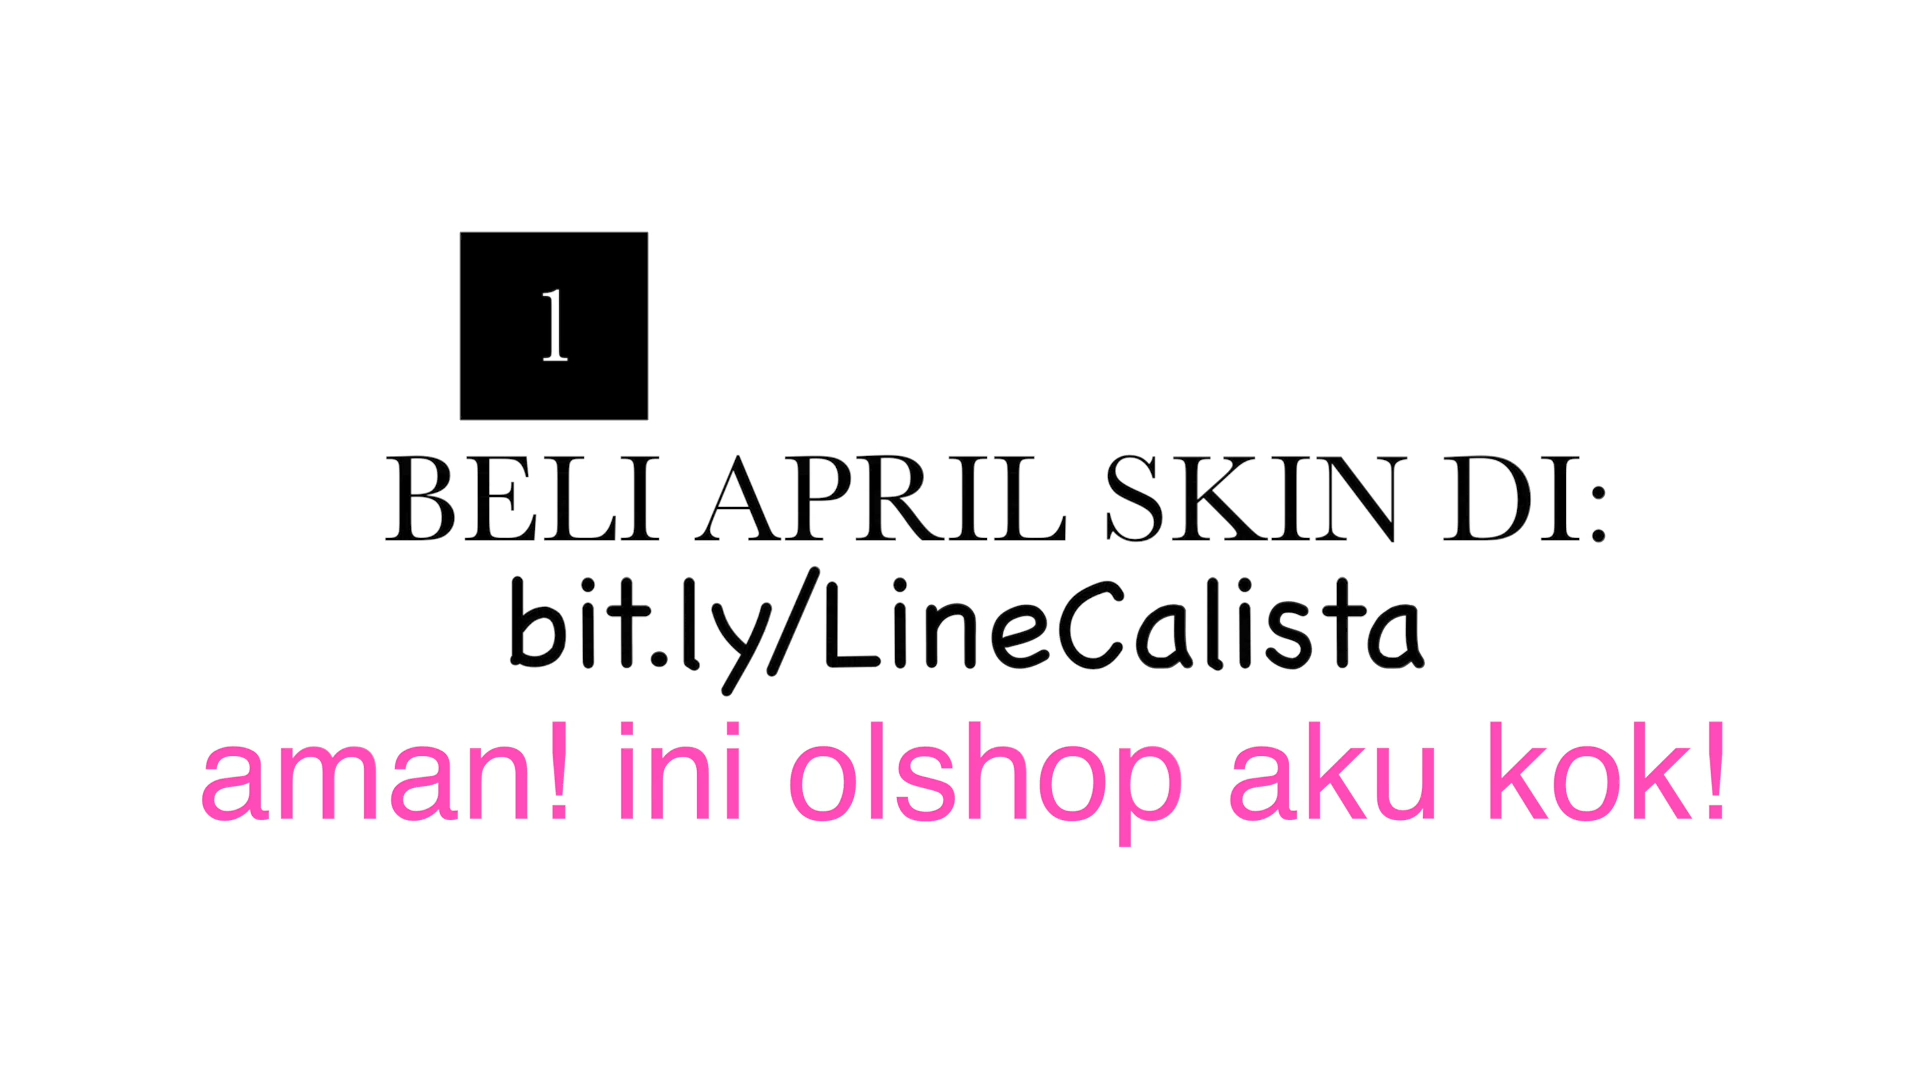 1
BELI APRIL SKIN DI:
bit.ly/LineCalista
aman! ini olshop aku kok!